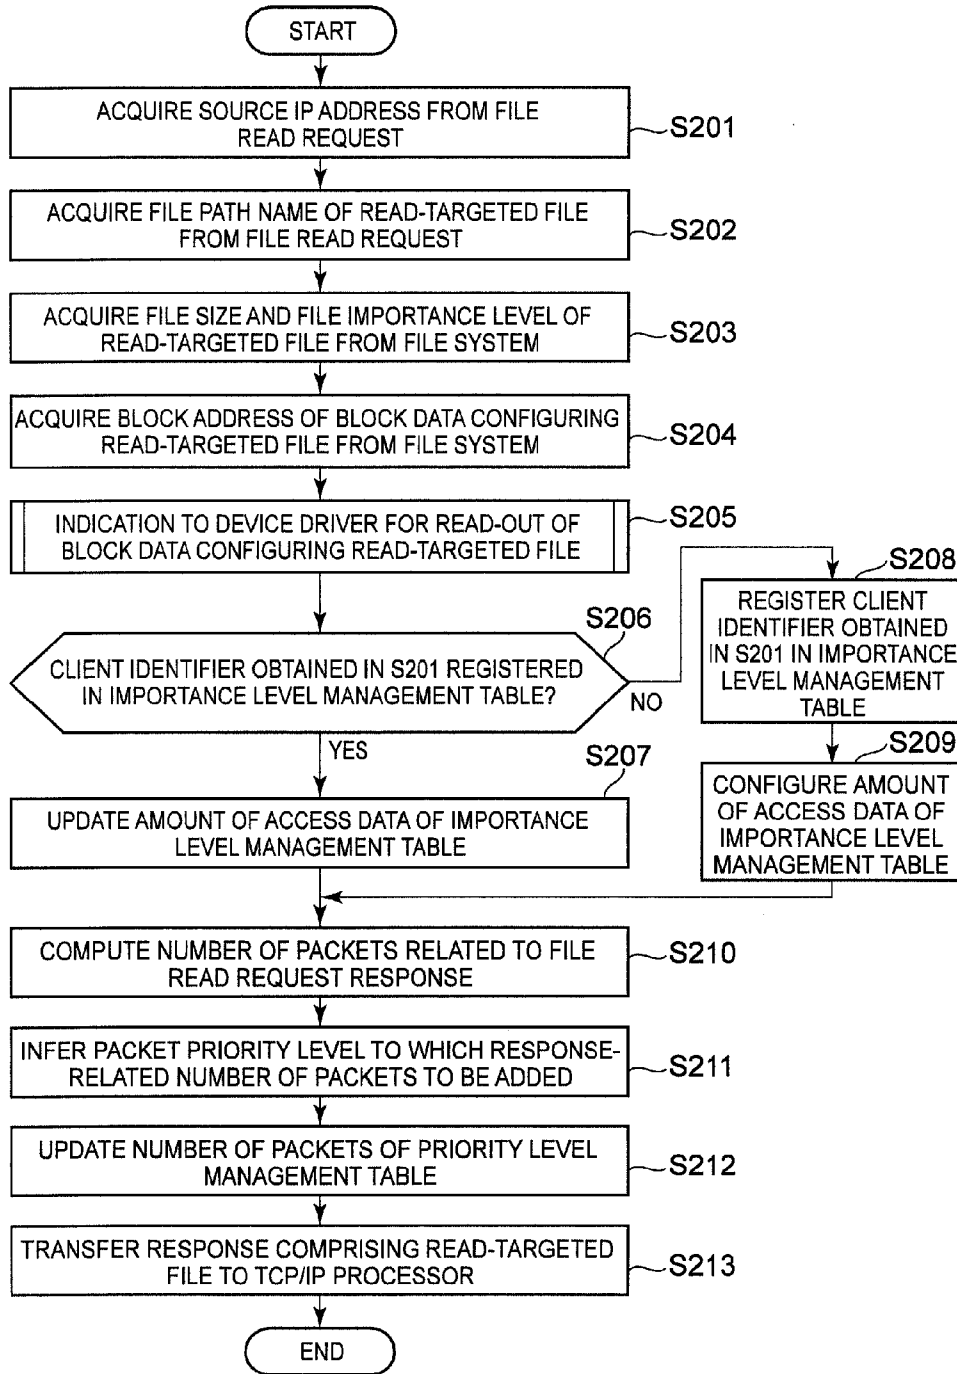 START
ACQUIRE SOURCE IP ADDRESS FROM FILE
READ REQUEST
S201
ACQUIRE FILE PATH NAME OF READ-TARGETED FILE
FROM FILE READ REQUEST
S202
ACQUIRE FILE SIZE AND FILE IMPORTANCE LEVEL OF
READ-TARGETED FILE FROM FILE SYSTEM
S203
ACQUIRE BLOCK ADDRESS OF BLOCK DATA CONFIGURING
READ-TARGETED FILE FROM FILE SYSTEM
S204
INDICATION TO DEVICE DRIVER FOR READ-OUT OF
BLOCK DATA CONFIGURING READ-TARGETED FILE
S205
S206
CLIENT IDENTIFIER OBTAINED IN S201 REGISTERED
IN IMPORTANCE LEVEL MANAGEMENT TABLE?
NO
YES
S208
REGISTER CLIENT
IDENTIFIER OBTAINED
IN S201 IN IMPORTANCE
LEVEL MANAGEMENT
TABLE
S207
UPDATE AMOUNT OF ACCESS DATA OF IMPORTANCE
LEVEL MANAGEMENT TABLE
S209
CONFIGURE AMOUNT
OF ACCESS DATA OF
IMPORTANCE LEVEL
MANAGEMENT TABLE
COMPUTE NUMBER OF PACKETS RELATED TO FILE
READ REQUEST RESPONSE
S210
INFER PACKET PRIORITY LEVEL TO WHICH RESPONSE-
RELATED NUMBER OF PACKETS TO BE ADDED
S211
UPDATE NUMBER OF PACKETS OF PRIORITY LEVEL
MANAGEMENT TABLE
S212
TRANSFER RESPONSE COMPRISING READ-TARGETED
FILE TO TCP/IP PROCESSOR
S213
END